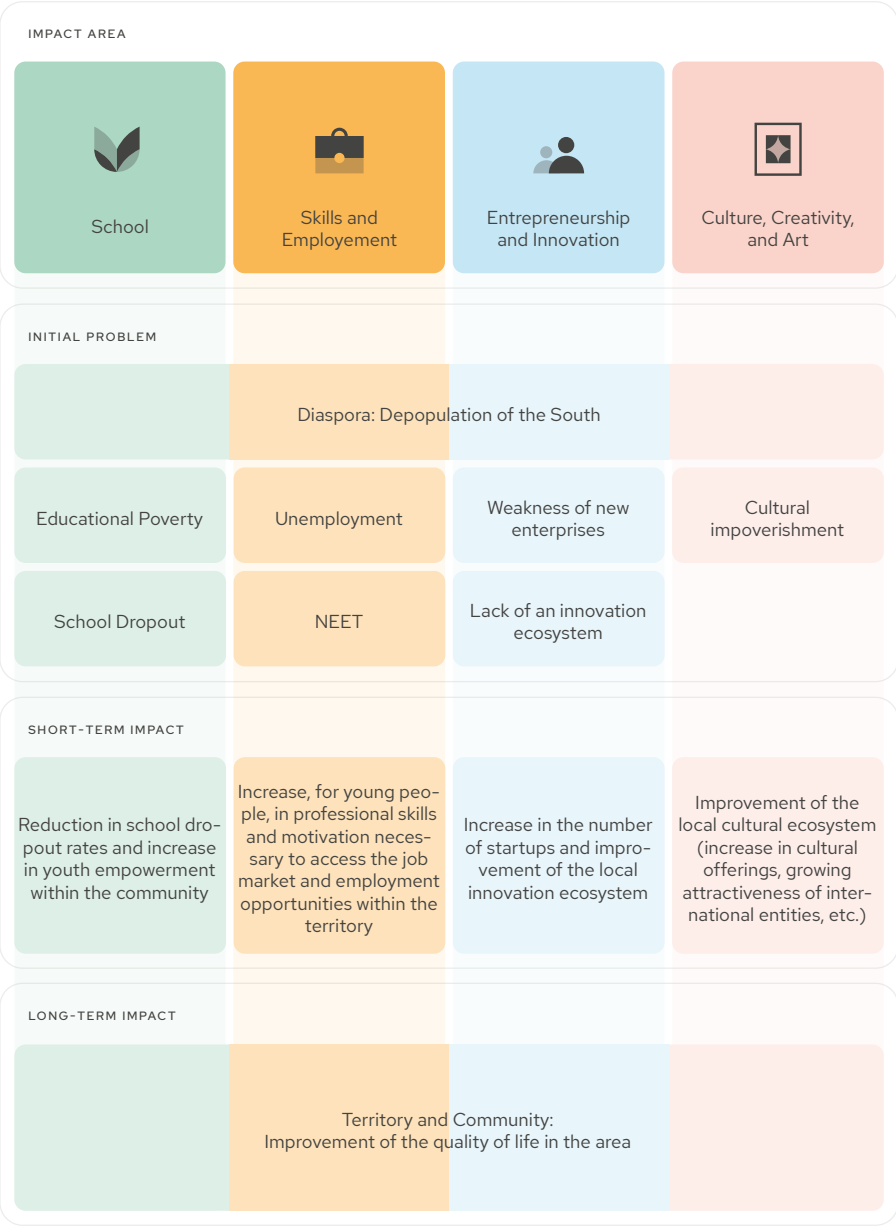 IMPACT AREA
School
Skills and
Employement
Entrepreneurship
and Innovation
Culture, Creativity,
and Art
INITIAL PROBLEM
Diaspora: Depopulation of the South
Educational Poverty
Unemployment
Weakness of new
enterprises
Cultural
impoverishment
School Dropout
NEET
Lack of an innovation
ecosystem
SHORT-TERM IMPACT
Reduction in school dro-
pout rates and increase
in youth empowerment
within the community
Increase, for young peo-
ple, in professional skills
and motivation neces-
sary to access the job
market and employment
opportunities within the
territory
Increase in the number
of startups and impro-
vement of the local
innovation ecosystem
Improvement of the
local cultural ecosystem
(increase in cultural
offerings, growing
attractiveness of inter-
national entities, etc.)
LONG-TERM IMPACT
Territory and Community:
Improvement of the quality of life in the area